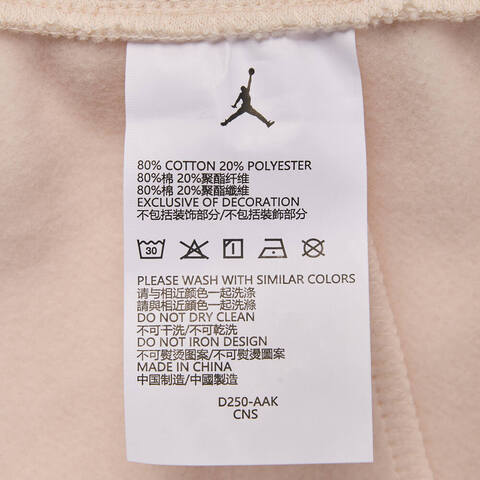 80% COTTON 20% POLYESTER
80%棉 20%聚酯纤维
80%棉 20%聚酯纖維
EXCLUSIVE OF DECORATION
不包括装饰部分/不包括裝飾部分
30
PLEASE WASH WITH SIMILAR COLORS
请与相近颜色一起洗涤
請與相近顏色一起洗滌
DO NOT DRY CLEAN
不可干洗/不可乾洗
DO NOT IRON DESIGN
不可熨烫图案/不可熨燙圖案
MADE IN CHINA
中国制造/中國製造
D250-AAK
CNS